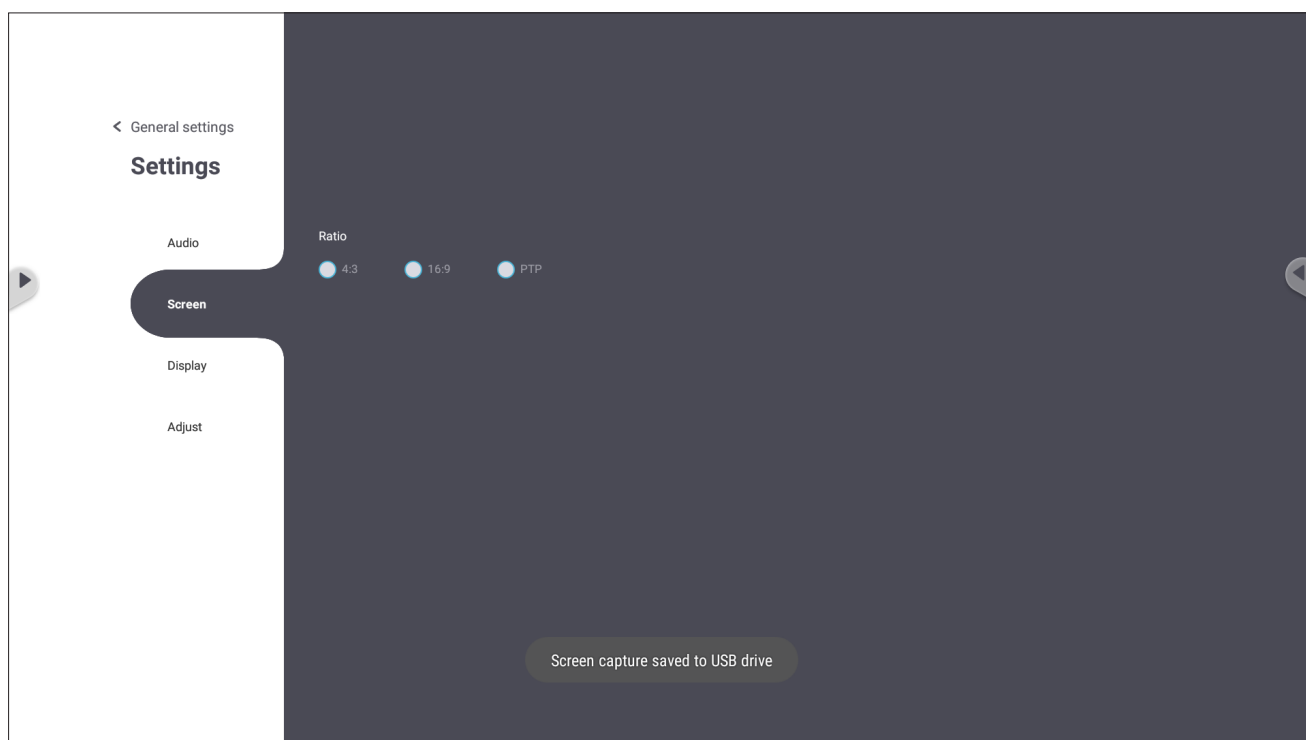 General settings
Settings
Audio
Screen
Display
Adjust
Ratio
4:3 16:9 PTP
Screen capture saved to USB drive